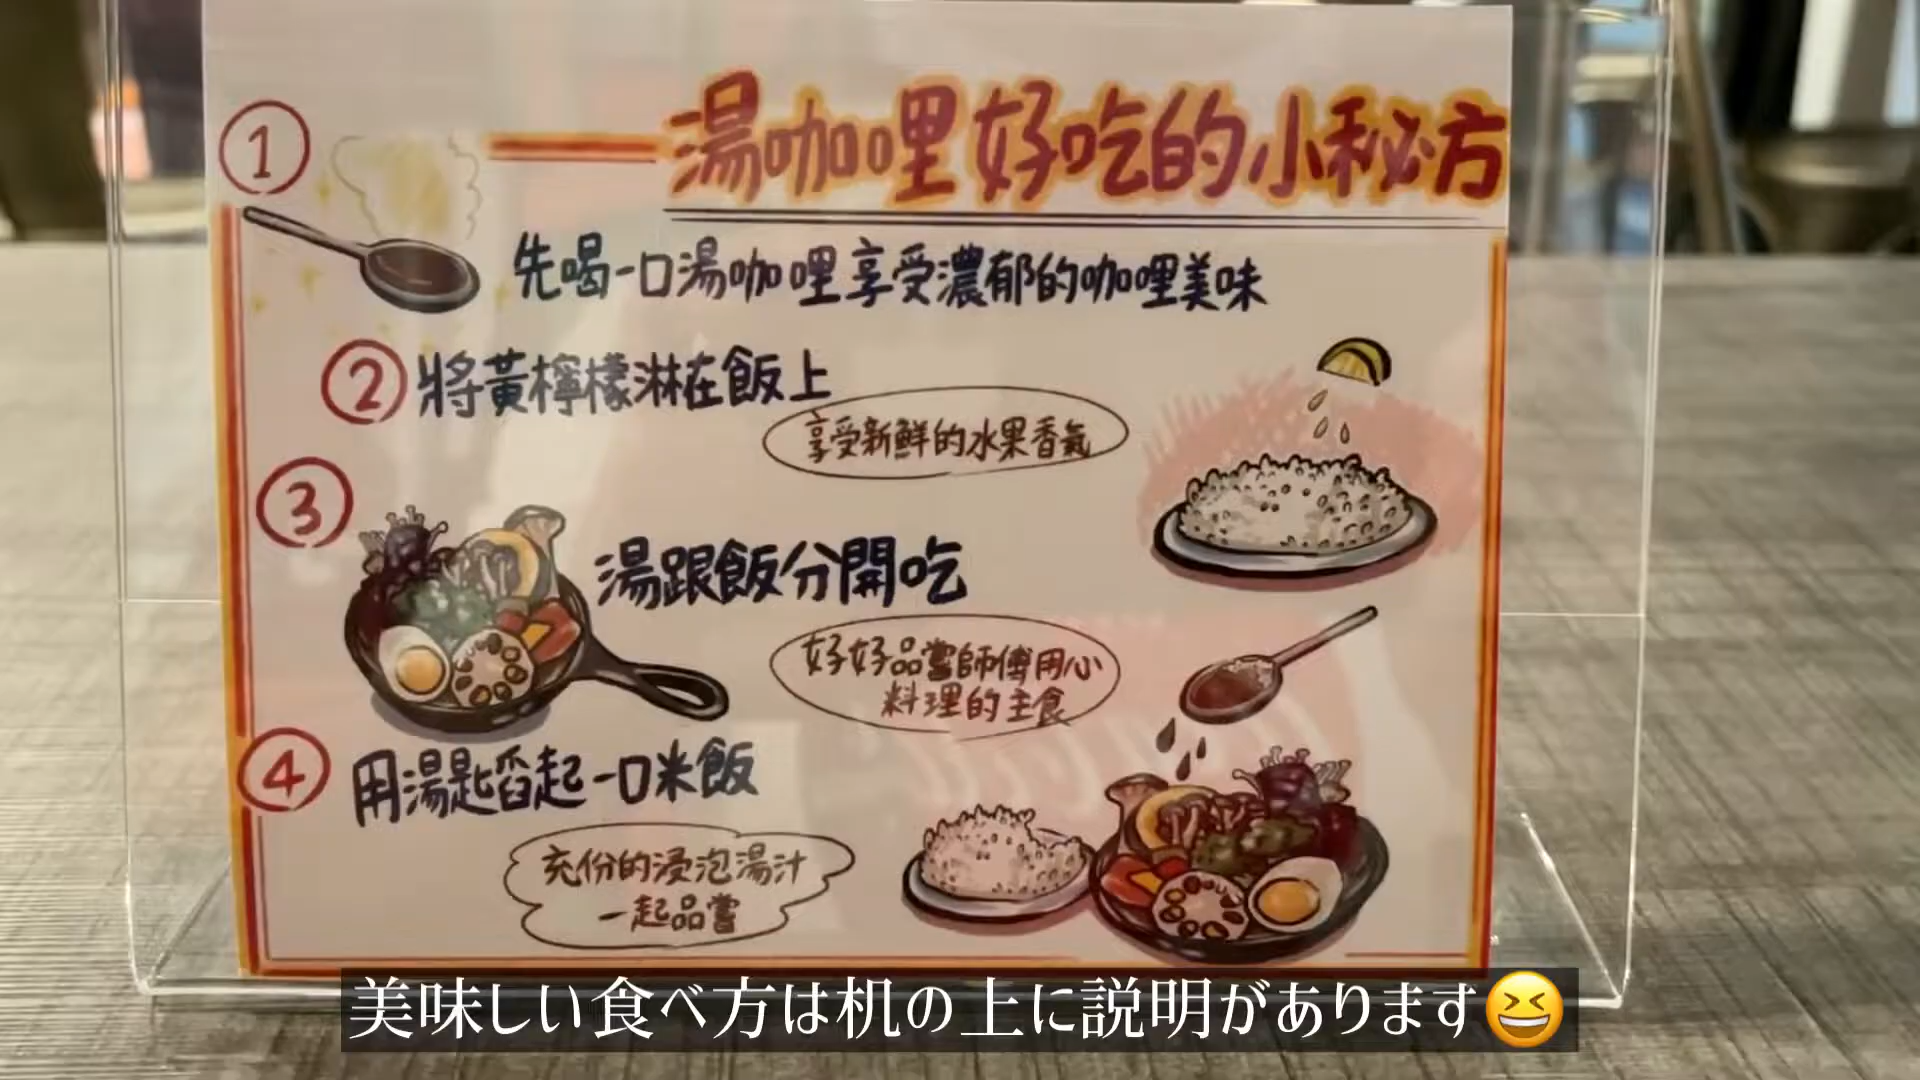 湯咖哩好吃的小秘方
1
先喝一口湯咖哩享受濃郁的咖哩美味
2 將黃檸檬淋在飯上
享受新鮮的水果香氣
3
湯跟飯分開吃
好好品嘗師傅用心
料理的主食
4 用湯匙舀起一口米飯
充份的浸泡湯汁
一起品嘗
美味しい食べ方は机の上に説明があります😆